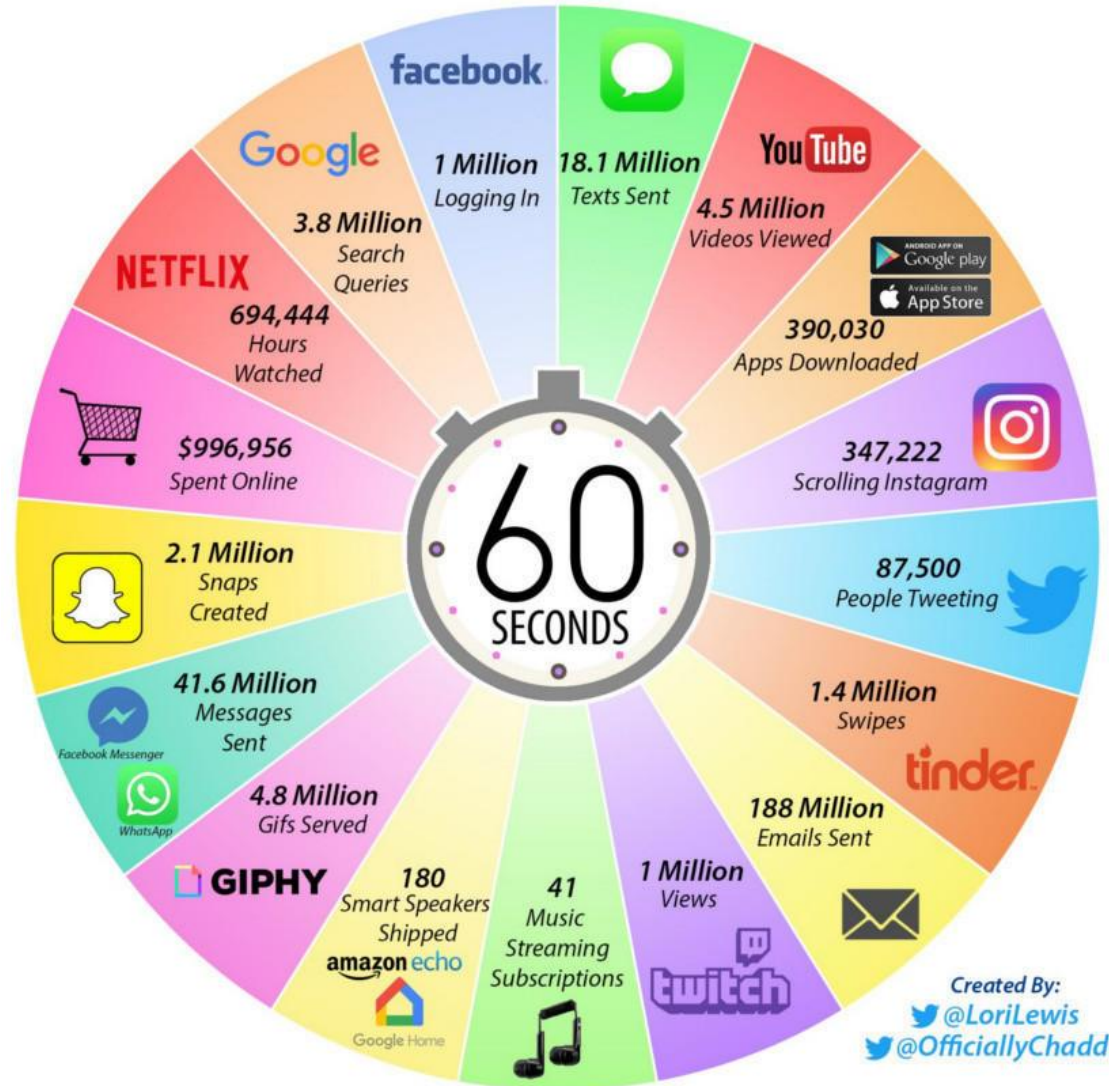 facebook
1 Million
Logging In
18.1 Million
Texts Sent
YouTube
4.5 Million
Videos Viewed
ANDROID APP ON
Google play
Available on the
App Store
390,030
Apps Downloaded
347,222
Scrolling Instagram
87,500
People Tweeting
1.4 Million
Swipes
tinder
188 Million
Emails Sent
1 Million
Views
twitch
41
Music
Streaming
Subscriptions
180
Smart Speakers
Shipped
amazon echo
Google Home
4.8 Million
Gifs Served
GIPHY
41.6 Million
Messages
Sent
Facebook Messenger
WhatsApp
2.1 Million
Snaps
Created
$996,956
Spent Online
NETFLIX
694,444
Hours
Watched
Google
3.8 Million
Search
Queries
60
SECONDS
Created By:
@LoriLewis
@OfficiallyChadd